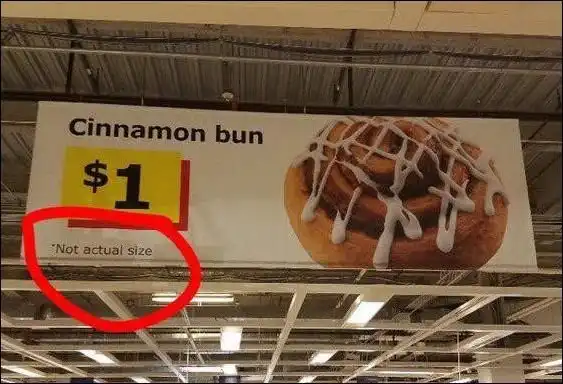 Cinnamon bun
$1
*Not actual size